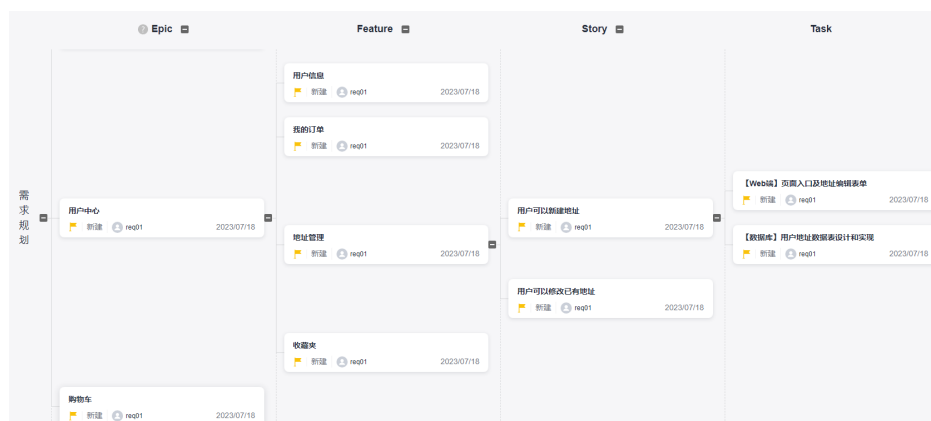 Epic
Feature
Story
Task
需求规划
用户信息
新建 req01 2023/07/18
我的订单
新建 req01 2023/07/18
【Web端】页面入口及地址编辑表单
新建 req01 2023/07/18
用户中心
新建 req01 2023/07/18
用户可以新建地址
新建 req01 2023/07/18
地址管理
新建 req01 2023/07/18
【数据库】用户地址数据表设计和实现
新建 req01 2023/07/18
用户可以修改已有地址
新建 req01 2023/07/18
收藏夹
新建 req01 2023/07/18
购物车
新建 req01 2023/07/18